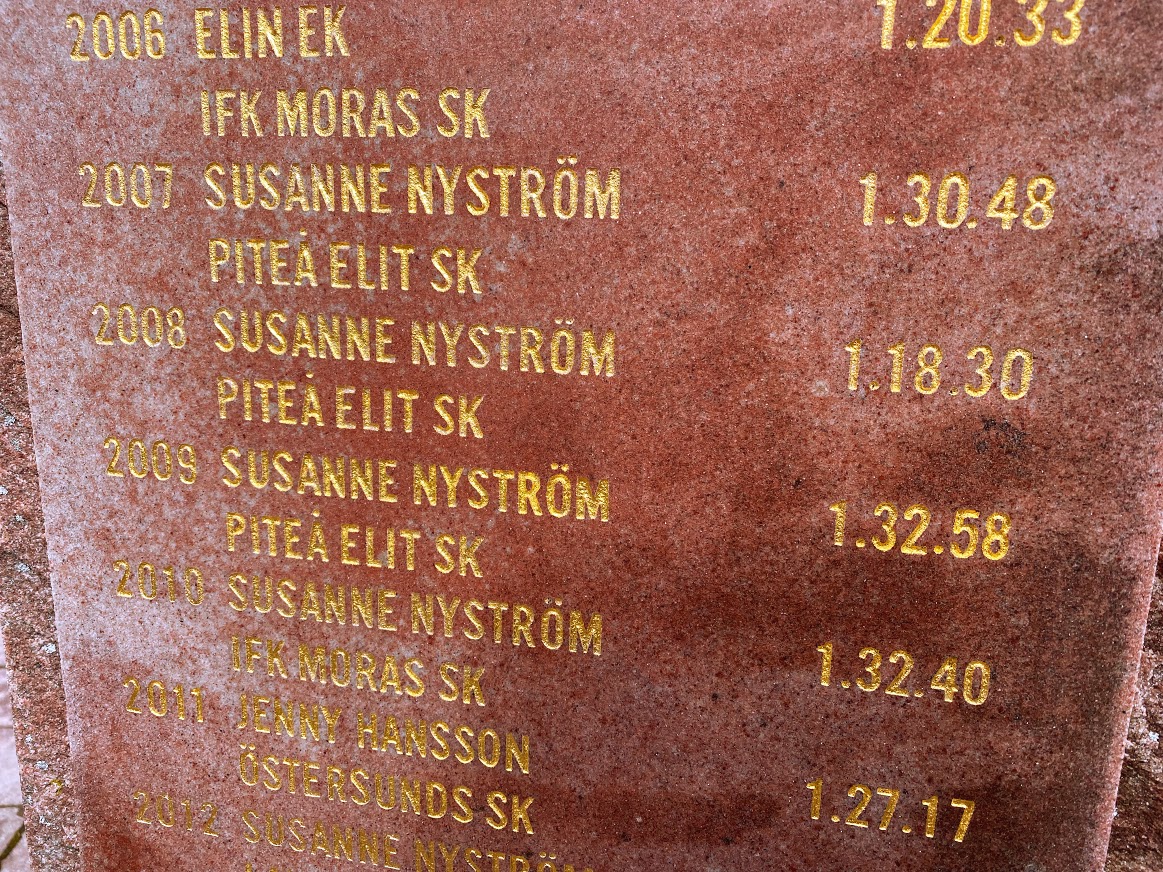 2006 ELIN EK 1.20.33
IFK MORAS SK
2007 SUSANNE NYSTRÖM 1.30.48
PITEÅ ELIT SK
2008 SUSANNE NYSTRÖM 1.18.30
PITEÅ ELIT SK
2009 SUSANNE NYSTRÖM 1.32.58
PITEÅ ELIT SK
2010 SUSANNE NYSTRÖM 1.32.40
IFK MORAS SK
2011 JENNY HANSSON 1.27.17
ÖSTERSUNDS SK
2012 SUSANNE NYSTRÖM